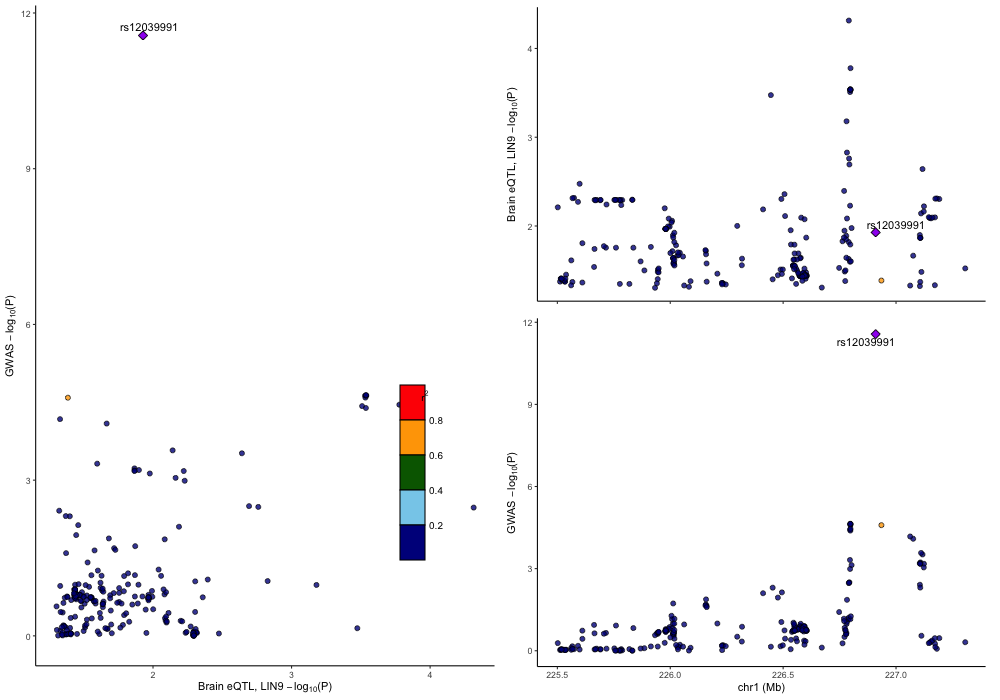 12
9
6
3
0
GWAS −log10(P)
rs12039991
r2
0.8
0.6
0.4
0.2
2
3
4
Brain eQTL, LIN9 −log10(P)
4
3
2
Brain eQTL, LIN9 −log10(P)
rs12039991
12
9
6
3
0
GWAS −log10(P)
rs12039991
225.5
226.0
226.5
227.0
chr1 (Mb)